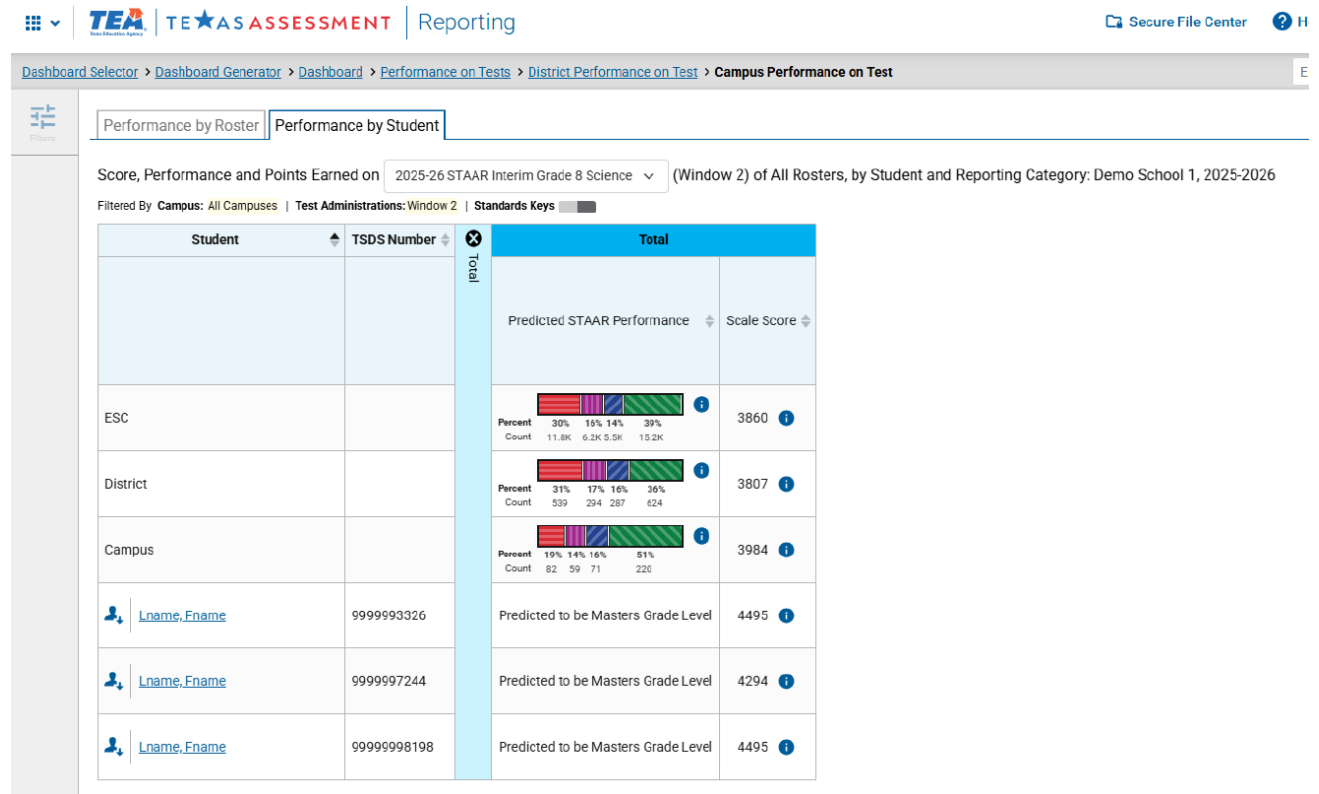 TEA
Texas Education Agency
TEXAS ASSESSMENT
Reporting
Secure File Center
H
Dashboard Selector > Dashboard Generator > Dashboard > Performance on Tests > District Performance on Test > Campus Performance on Test
E
Filters
Performance by Roster
Performance by Student
Score, Performance and Points Earned on 2025-26 STAAR Interim Grade 8 Science (Window 2) of All Rosters, by Student and Reporting Category: Demo School 1, 2025-2026
Filtered By Campus: All Campuses | Test Administrations: Window 2 | Standards Keys
Student TSDS Number Total
Total
Predicted STAAR Performance Scale Score
ESC
Percent 30% 16% 14% 39%
Count 11.8K 6.2K 5.5K 15.2K
3860
District
Percent 31% 17% 16% 36%
Count 539 294 287 624
3807
Campus
Percent 19% 14% 16% 51%
Count 82 59 71 220
3984
Lname, Fname 9999993326 Predicted to be Masters Grade Level 4495
Lname, Fname 9999997244 Predicted to be Masters Grade Level 4294
Lname, Fname 99999998198 Predicted to be Masters Grade Level 4495